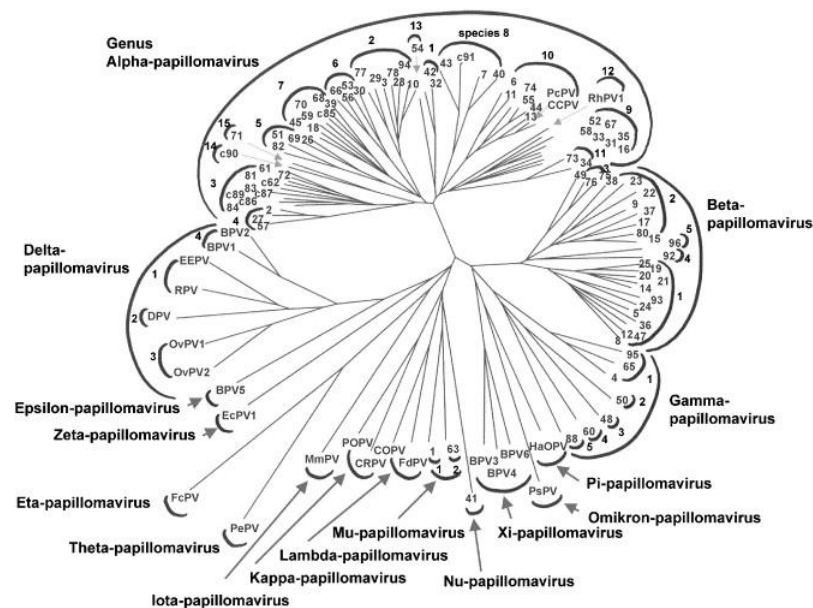 Genus
Alpha-papillomavirus
13
54
2
1
species 8
10
12
6
7
5
15
71
14
c90
3
4
77
94
78
29
3
28
10
42
32
43
c91
7
40
6
11
74
55
44
13
PcPV
CCPV
RhPV1
9
52
67
58
33
31
35
16
11
73
34
53
66
30
56
68
39
70
59
c85
45
18
51
69
26
82
61
81
72
83
c62
c89
c87
c86
84
2
27
57
Beta-
papillomavirus
3
49
76
75
38
23
22
9
37
17
80
15
2
96
5
92
4
25
19
20
21
14
93
24
5
36
12
47
8
1
Gamma-
papillomavirus
95
65
4
1
50
2
48
3
60
4
88
5
Delta-
papillomavirus
4
BPV2
BPV1
1
EEPV
RPV
2
DPV
3
OvPV1
OvPV2
BPV5
Epsilon-papillomavirus
EcPV1
Zeta-papillomavirus
FcPV
Eta-papillomavirus
PePV
Theta-papillomavirus
MmPV
Iota-papillomavirus
POPV
CRPV
Kappa-papillomavirus
COPV
FdPV
Lambda-papillomavirus
1
63
1
2
Mu-papillomavirus
41
Nu-papillomavirus
BPV3
BPV6
BPV4
Xi-papillomavirus
PsPV
Omikron-papillomavirus
HaOPV
Pi-papillomavirus